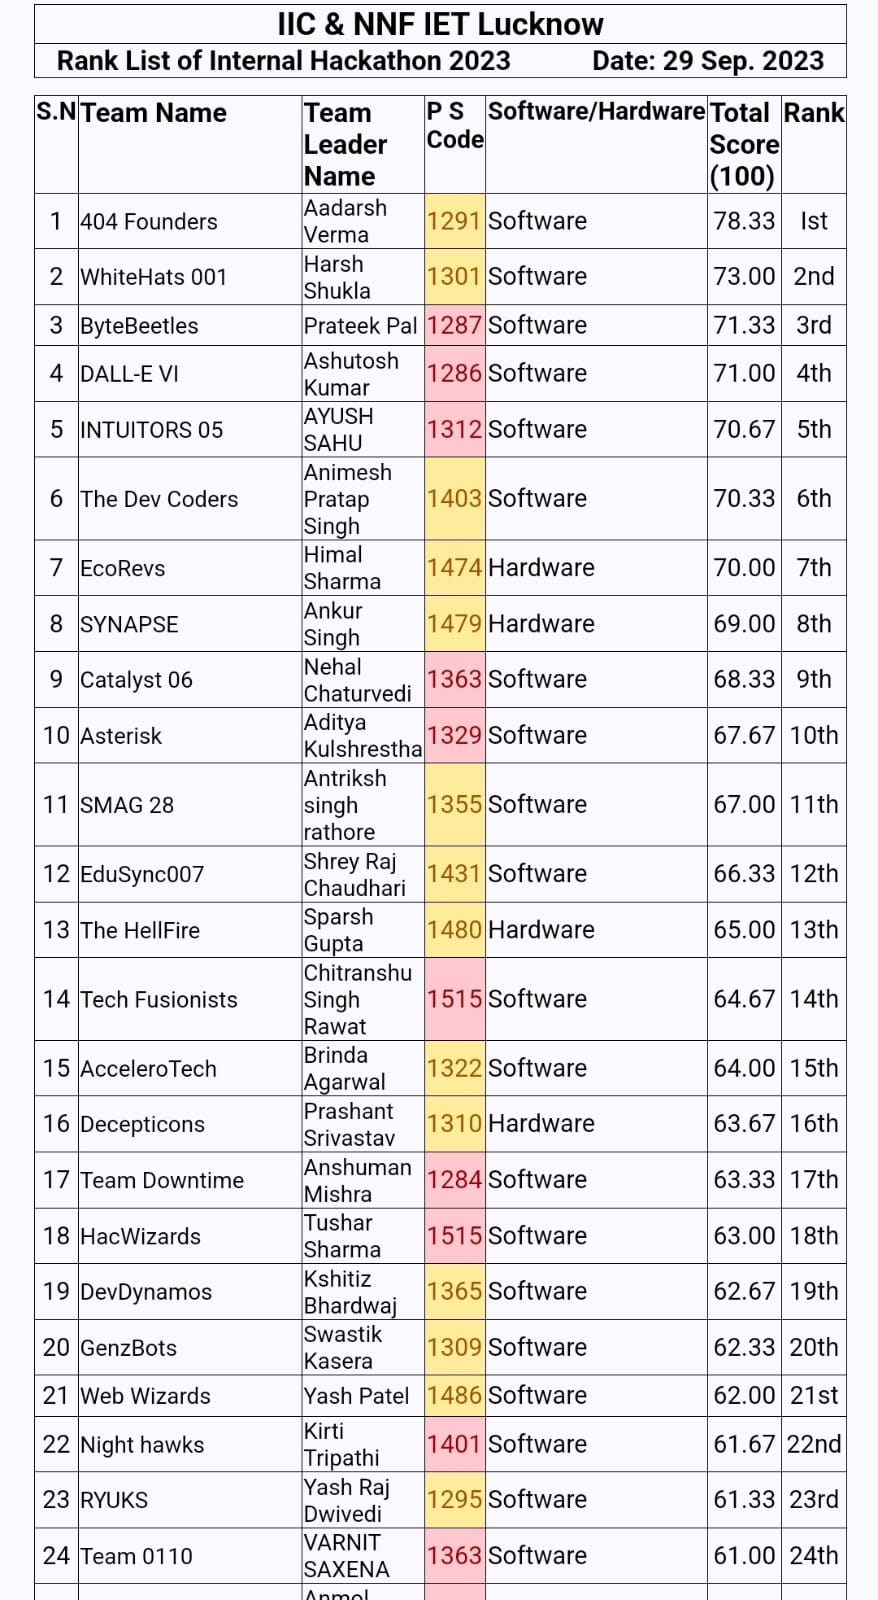 IIC & NNF IET Lucknow
Rank List of Internal Hackathon 2023 Date: 29 Sep. 2023
S.N Team Name Team Leader Name P S Code Software/Hardware Total Score (100) Rank
1 404 Founders Aadarsh Verma 1291 Software 78.33 Ist
2 WhiteHats 001 Harsh Shukla 1301 Software 73.00 2nd
3 ByteBeetles Prateek Pal 1287 Software 71.33 3rd
4 DALL-E VI Ashutosh Kumar 1286 Software 71.00 4th
5 INTUITORS 05 AYUSH SAHU 1312 Software 70.67 5th
6 The Dev Coders Animesh Pratap Singh 1403 Software 70.33 6th
7 EcoRevs Himal Sharma 1474 Hardware 70.00 7th
8 SYNAPSE Ankur Singh 1479 Hardware 69.00 8th
9 Catalyst 06 Nehal Chaturvedi 1363 Software 68.33 9th
10 Asterisk Aditya Kulshrestha 1329 Software 67.67 10th
11 SMAG 28 Antriksh singh rathore 1355 Software 67.00 11th
12 EduSync007 Shrey Raj Chaudhari 1431 Software 66.33 12th
13 The HellFire Sparsh Gupta 1480 Hardware 65.00 13th
14 Tech Fusionists Chitranshu Singh Rawat 1515 Software 64.67 14th
15 AcceleroTech Brinda Agarwal 1322 Software 64.00 15th
16 Decepticons Prashant Srivastav 1310 Hardware 63.67 16th
17 Team Downtime Anshuman Mishra 1284 Software 63.33 17th
18 HacWizards Tushar Sharma 1515 Software 63.00 18th
19 DevDynamos Kshitiz Bhardwaj 1365 Software 62.67 19th
20 GenzBots Swastik Kasera 1309 Software 62.33 20th
21 Web Wizards Yash Patel 1486 Software 62.00 21st
22 Night hawks Kirti Tripathi 1401 Software 61.67 22nd
23 RYUKS Yash Raj Dwivedi 1295 Software 61.33 23rd
24 Team 0110 VARNIT SAXENA 1363 Software 61.00 24th
Anmol